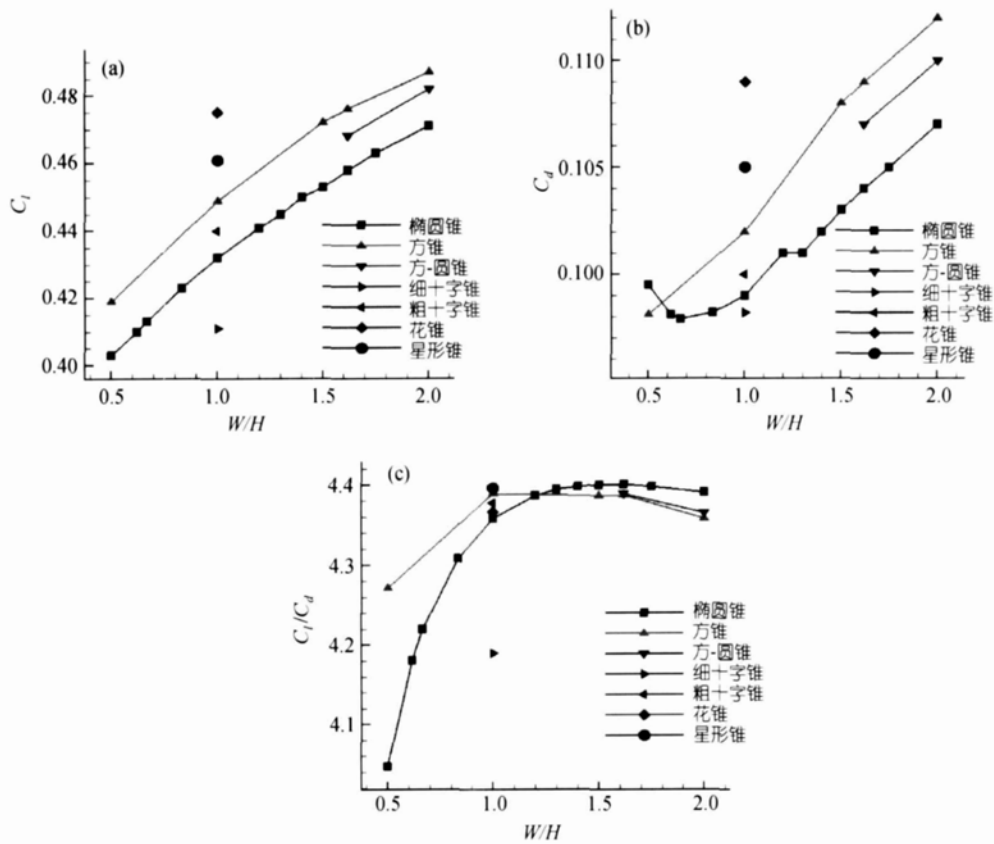 (a)
0.48
0.46
0.44
0.42
0.40
C_l
0.5 1.0 1.5 2.0
W/H
椭圆锥
方锥
方-圆锥
细十字锥
粗十字锥
花锥
星形锥
(b)
0.110
0.105
0.100
C_d
0.5 1.0 1.5 2.0
W/H
椭圆锥
方锥
方-圆锥
细十字锥
粗十字锥
花锥
星形锥
(c)
4.4
4.3
4.2
4.1
C_l/C_d
0.5 1.0 1.5 2.0
W/H
椭圆锥
方锥
方-圆锥
细十字锥
粗十字锥
花锥
星形锥